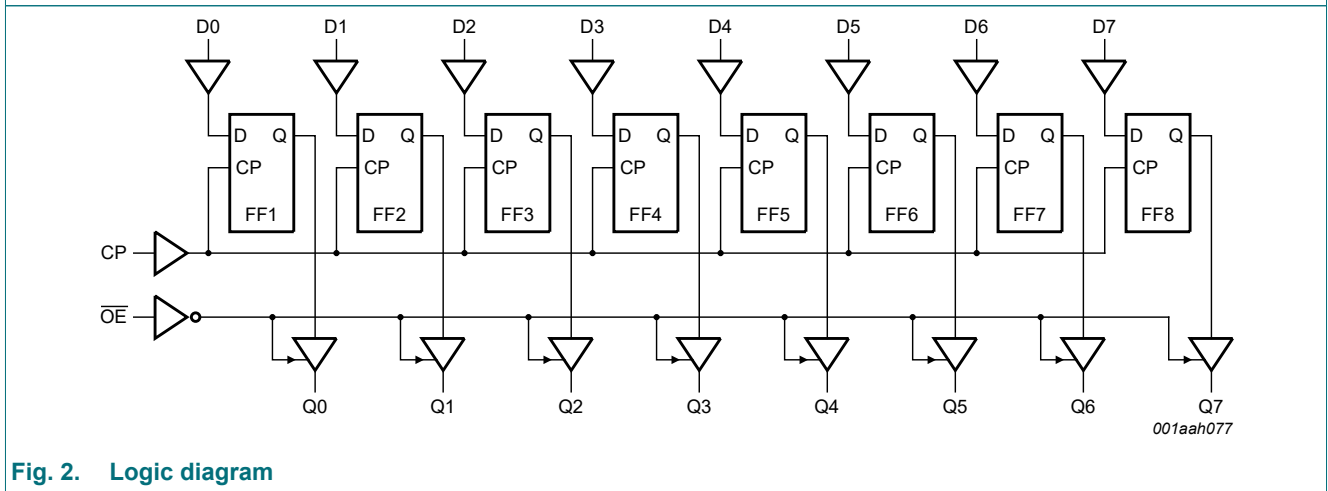 D0 D1 D2 D3 D4 D5 D6 D7
D Q D Q D Q D Q D Q D Q D Q D Q
CP CP CP CP CP CP CP CP
FF1 FF2 FF3 FF4 FF5 FF6 FF7 FF8
CP
O̅E̅
Q0 Q1 Q2 Q3 Q4 Q5 Q6 Q7
001aah077
Fig. 2. Logic diagram